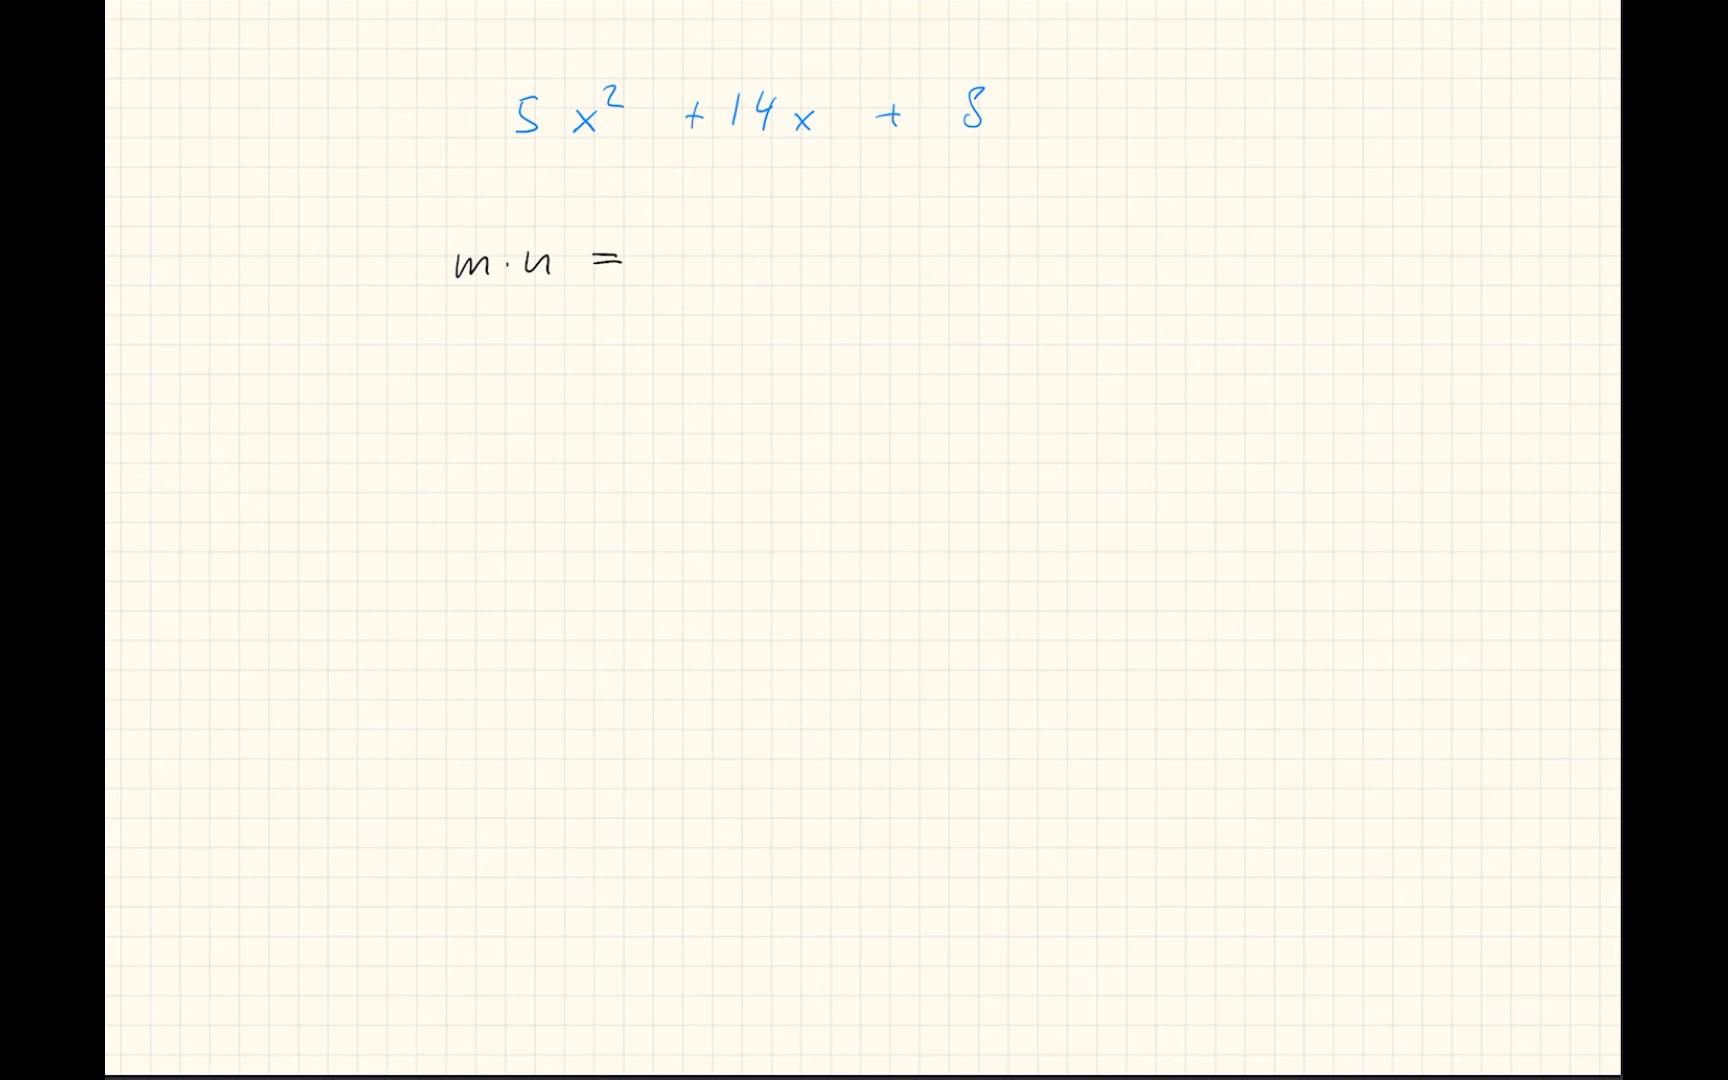 5x² + 14x + 8
m · n =